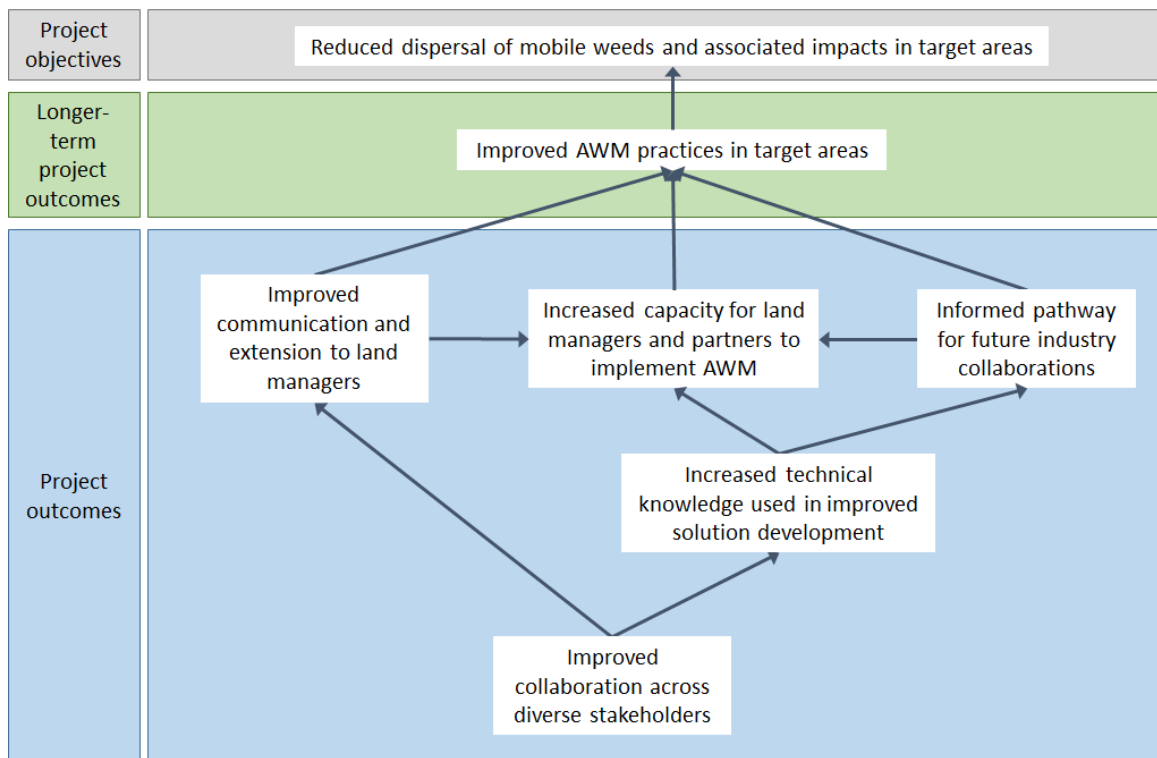 Project
objectives
Reduced dispersal of mobile weeds and associated impacts in target areas
Longer-
term
project
outcomes
Improved AWM practices in target areas
Project
outcomes
Improved
communication and
extension to land
managers
Increased capacity for land
managers and partners to
implement AWM
Informed pathway
for future industry
collaborations
Increased technical
knowledge used in improved
solution development
Improved
collaboration across
diverse stakeholders